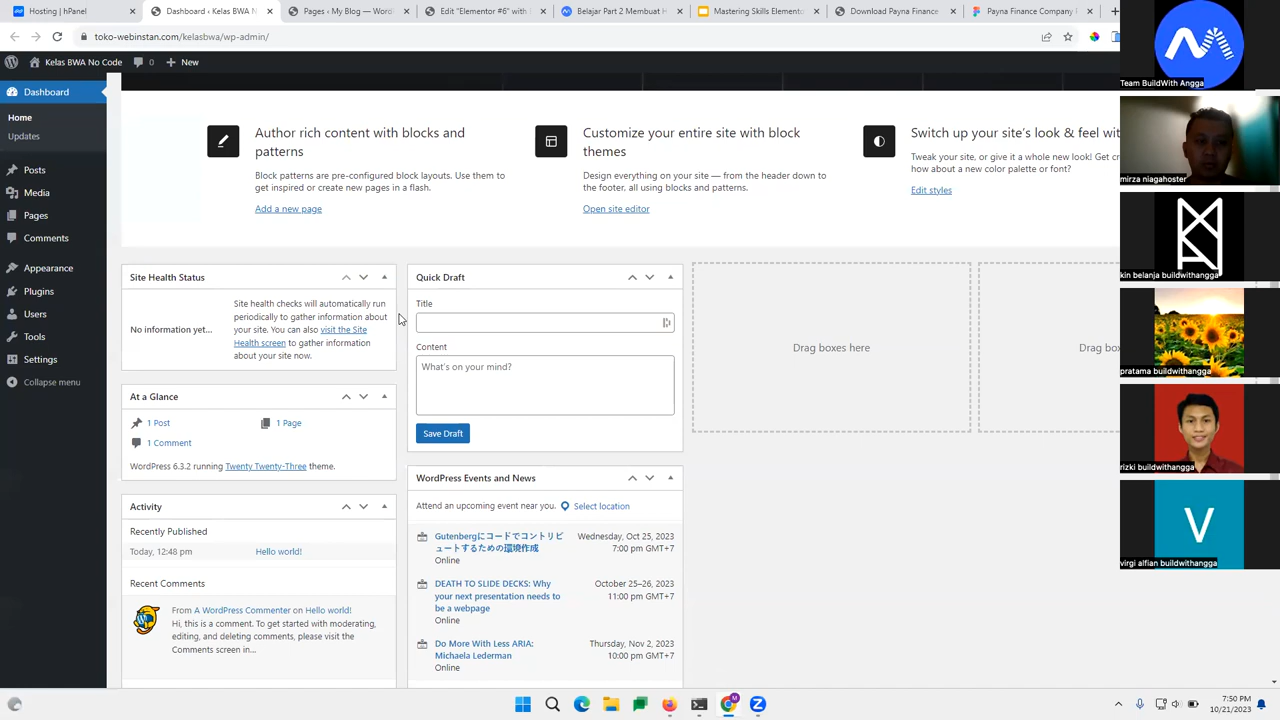 Hosting | hPanel
Dashboard ‹ Kelas BWA N
Pages ‹ My Blog — WordP
Edit "Elementor #6" with
Belajar Part 2 Membuat H
Mastering Skills Elemento
Download Payna Finance
Payna Finance Company P
toko-webinstan.com/kelasbwa/wp-admin/
Kelas BWA No Code
0
New
Dashboard
Home
Updates
Posts
Media
Pages
Comments
Appearance
Plugins
Users
Tools
Settings
Collapse menu
Author rich content with blocks and
patterns
Block patterns are pre-configured block layouts. Use them to
get inspired or create new pages in a flash.
Add a new page
Customize your entire site with block
themes
Design everything on your site — from the header down to
the footer, all using blocks and patterns.
Open site editor
Switch up your site's look & feel wit
Tweak your site, or give it a whole new look! Get cr
how about a new color palette or font?
Edit styles
Site Health Status
No information yet...
Site health checks will automatically run
periodically to gather information
about your site. You can also visit the Site
Health screen to gather information
about your site now.
At a Glance
1 Post
1 Page
1 Comment
WordPress 6.3.2 running Twenty Twenty-Three theme.
Activity
Recently Published
Today, 12:48 pm
Hello world!
Recent Comments
From A WordPress Commenter on Hello world!
Hi, this is a comment. To get started with moderating,
editing, and deleting comments, please visit the
Comments screen in...
Quick Draft
Title
Content
What's on your mind?
Save Draft
WordPress Events and News
Attend an upcoming event near you.
Select location
Gutenbergにコードでコントリビ
ュートするための環境作成
Online
Wednesday, Oct 25, 2023
7:00 pm GMT+7
DEATH TO SLIDE DECKS: Why
your next presentation needs to
be a webpage
Online
October 25–26, 2023
11:00 pm GMT+7
Do More With Less ARIA:
Michaela Lederman
Online
Thursday, Nov 2, 2023
10:00 pm GMT+7
Drag boxes here
Drag box
Team BuildWith Angga
mirza niagahoster
kin belanja buildwithangga
pratama buildwithangga
rizki buildwithangga
V
virgi alfian buildwithangga
M
7:50 PM
10/21/2023